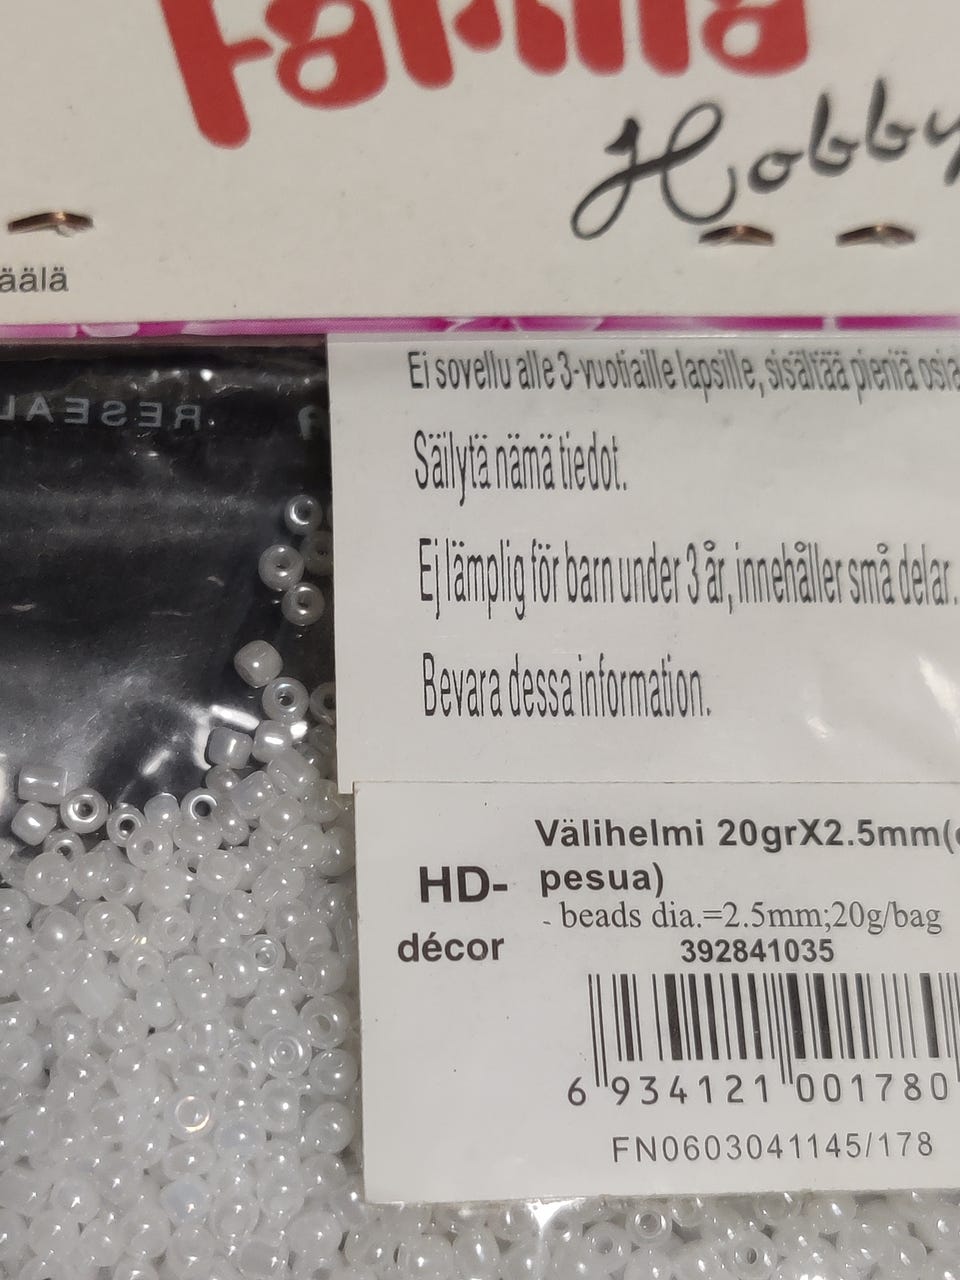 Hobby
äälä
RESEAL
Ei sovellu alle 3-vuotiaille lapsille, sisältää pieniä osia
Säilytä nämä tiedot.
Ej lämplig för barn under 3 år, innehåller små delar.
Bevara dessa information.
Välihelmi 20grX2.5mm(
pesua)
HD-
décor
- beads dia.=2.5mm;20g/bag
392841035
6 934121 001780
FN0603041145/178